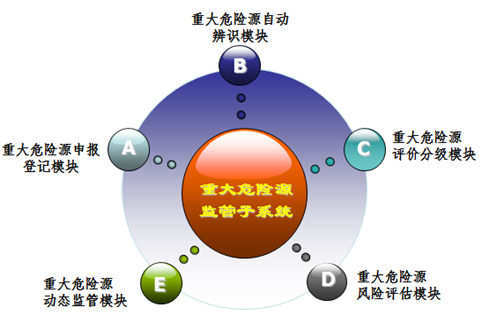 重大危险源自动
辨识模块
B
A
重大危险源申报
登记模块
C
重大危险源
评价分级模块
重大危险源
监管子系统
E
重大危险源
动态监管模块
D
重大危险源
风险评估模块